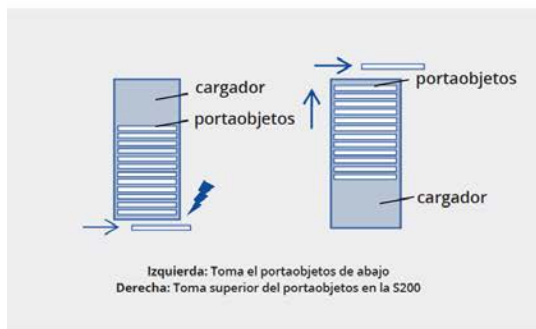 cargador
portaobjetos
portaobjetos
cargador
Izquierda: Toma el portaobjetos de abajo
Derecha: Toma superior del portaobjetos en la S200